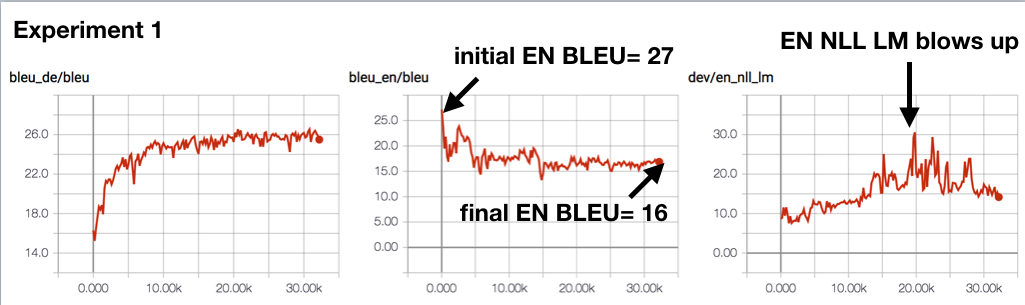 Experiment 1
initial EN BLEU= 27
EN NLL LM blows up
bleu_de/bleu
bleu_en/bleu
dev/en_nll_lm
26.0
22.0
18.0
14.0
0.000 10.00k 20.00k 30.00k
25.0
20.0
15.0
10.0
5.00
0.00
final EN BLEU= 16
0.000 10.00k 20.00k 30.00k
30.0
20.0
10.0
0.00
0.000 10.00k 20.00k 30.00k